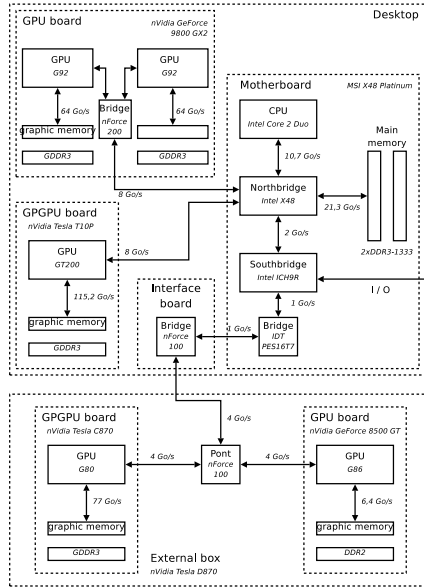 GPU board
nVidia GeForce
9800 GX2
Desktop
GPU
G92
GPU
G92
64 Go/s
64 Go/s
Bridge
nForce
200
graphic memory
GDDR3
GDDR3
8 Go/s
Motherboard
MSI X48 Platinum
CPU
Intel Core 2 Duo
Main
memory
10,7 Go/s
Northbridge
Intel X48
21,3 Go/s
2xDDR3-1333
2 Go/s
Southbridge
Intel ICH9R
I / O
1 Go/s
Bridge
IDT
PES16T7
GPGPU board
nVidia Tesla T10P
GPU
GT200
8 Go/s
115,2 Go/s
graphic memory
GDDR3
Interface
board
Bridge
nForce
100
1 Go/s
4 Go/s
GPGPU board
nVidia Tesla C870
GPU
G80
4 Go/s
Pont
nForce
100
4 Go/s
GPU board
nVidia GeForce 8500 GT
GPU
G86
77 Go/s
6,4 Go/s
graphic memory
GDDR3
graphic memory
DDR2
External box
nVidia Tesla D870